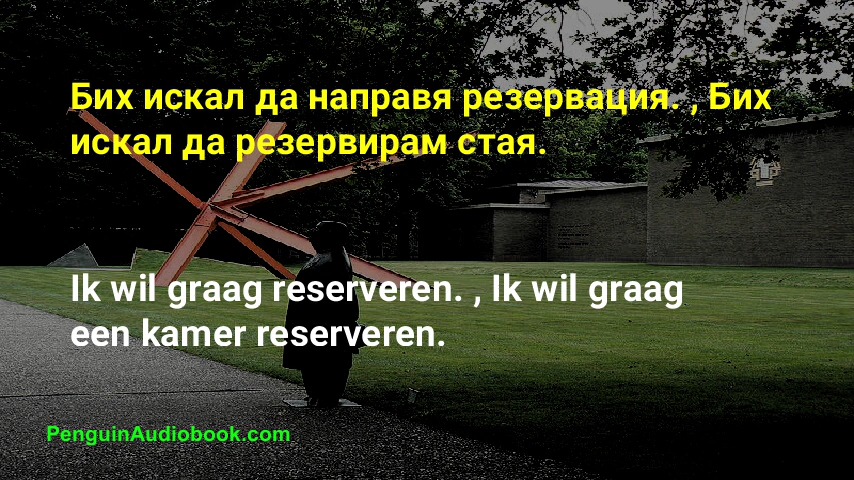 Бих искал да направя резервация. , Бих
искал да резервирам стая.
Ik wil graag reserveren. , Ik wil graag
een kamer reserveren.
PenguinAudiobook.com